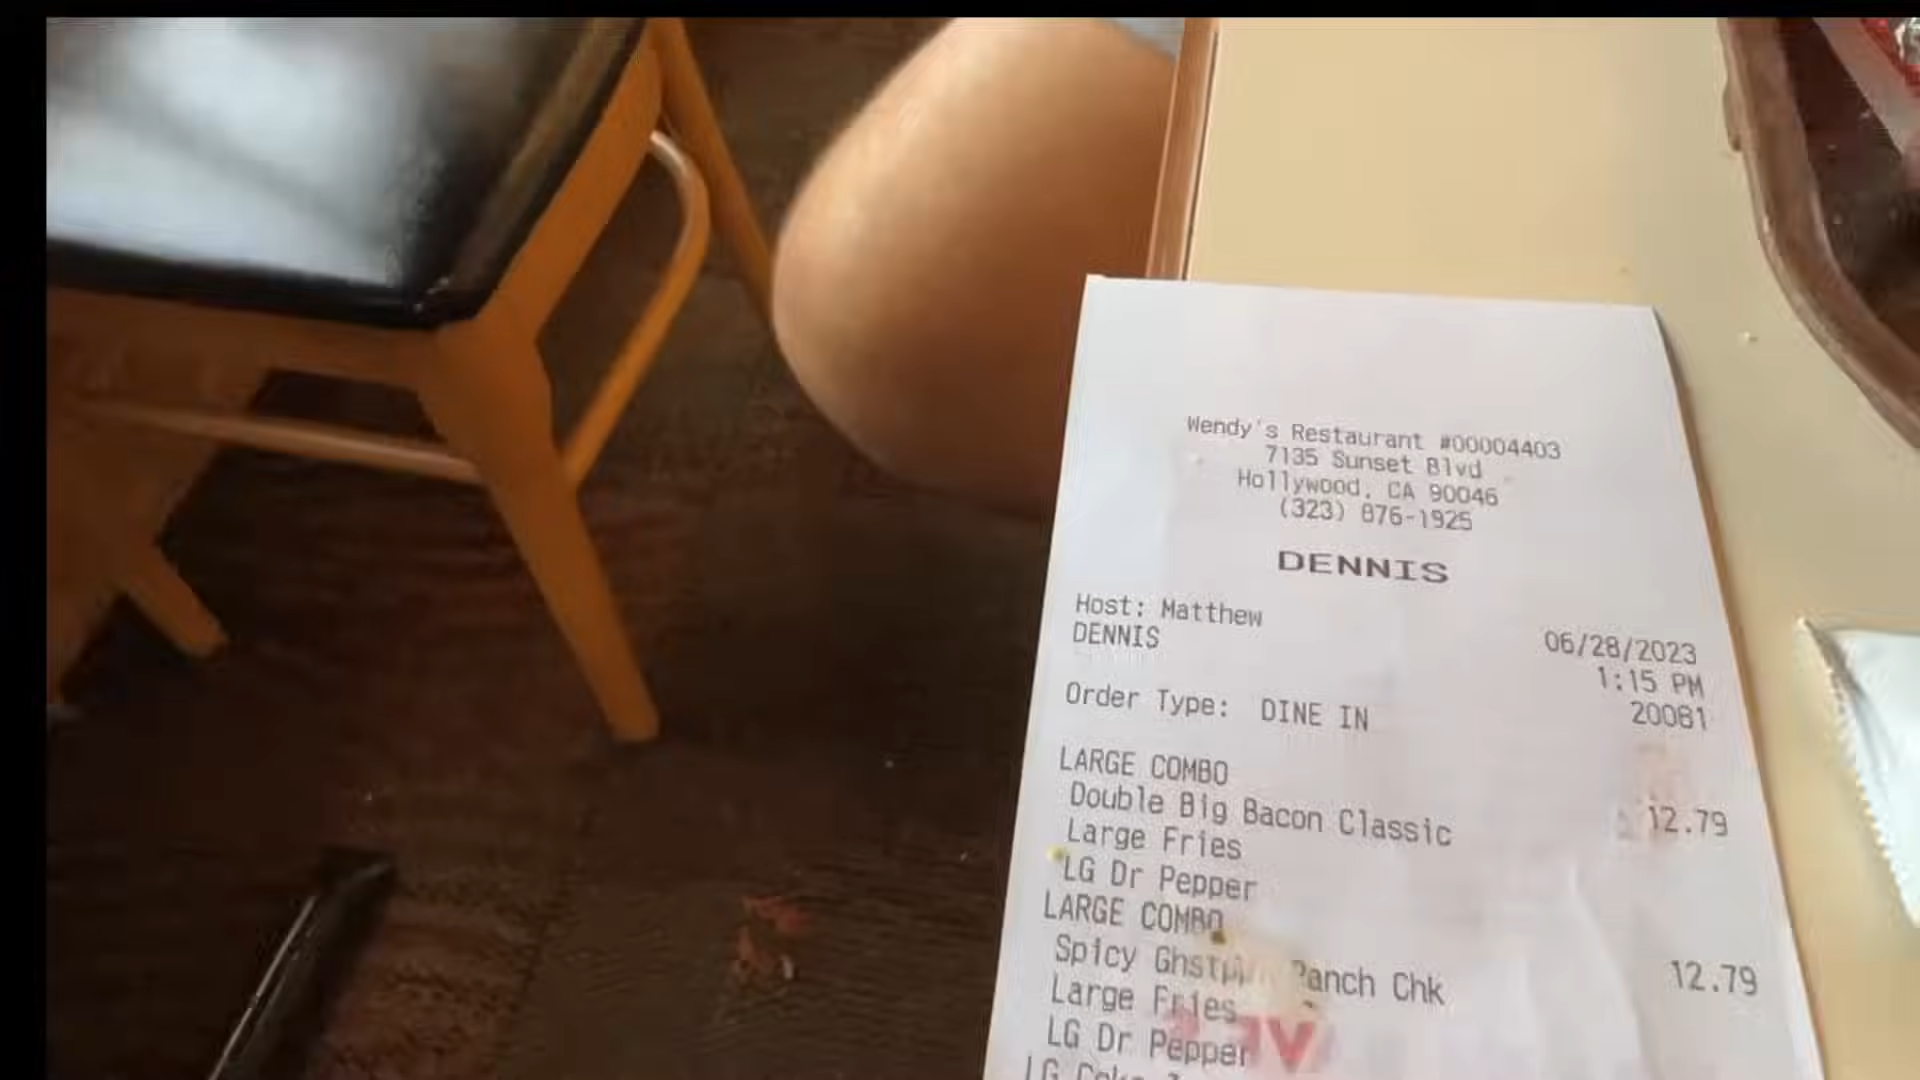 Wendy's Restaurant #00004403
7135 Sunset Blvd
Hollywood, CA 90046
(323) 876-1925
DENNIS
Host: Matthew
DENNIS
06/28/2023
1:15 PM
20081
Order Type: DINE IN
LARGE COMBO
Double Big Bacon Classic 12.79
Large Fries
LG Dr Pepper
LARGE COMBO
Spicy Ranch Chk 12.79
Large Fries
LG Dr Pepper
LG